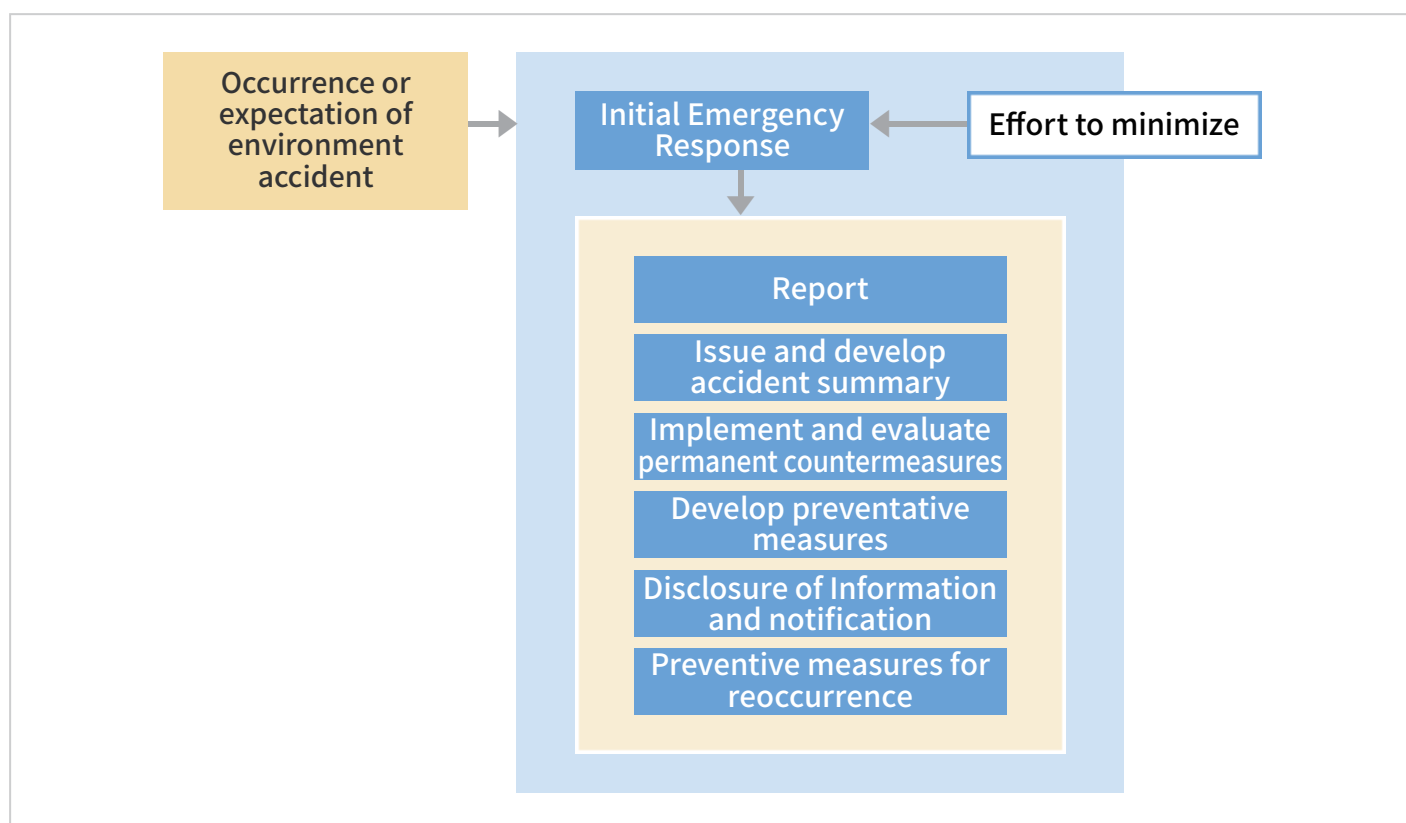 Occurrence or
expectation of
environment
accident
Initial Emergency
Response
Effort to minimize
Report
Issue and develop
accident summary
Implement and evaluate
permanent countermeasures
Develop preventative
measures
Disclosure of Information
and notification
Preventive measures for
reoccurrence